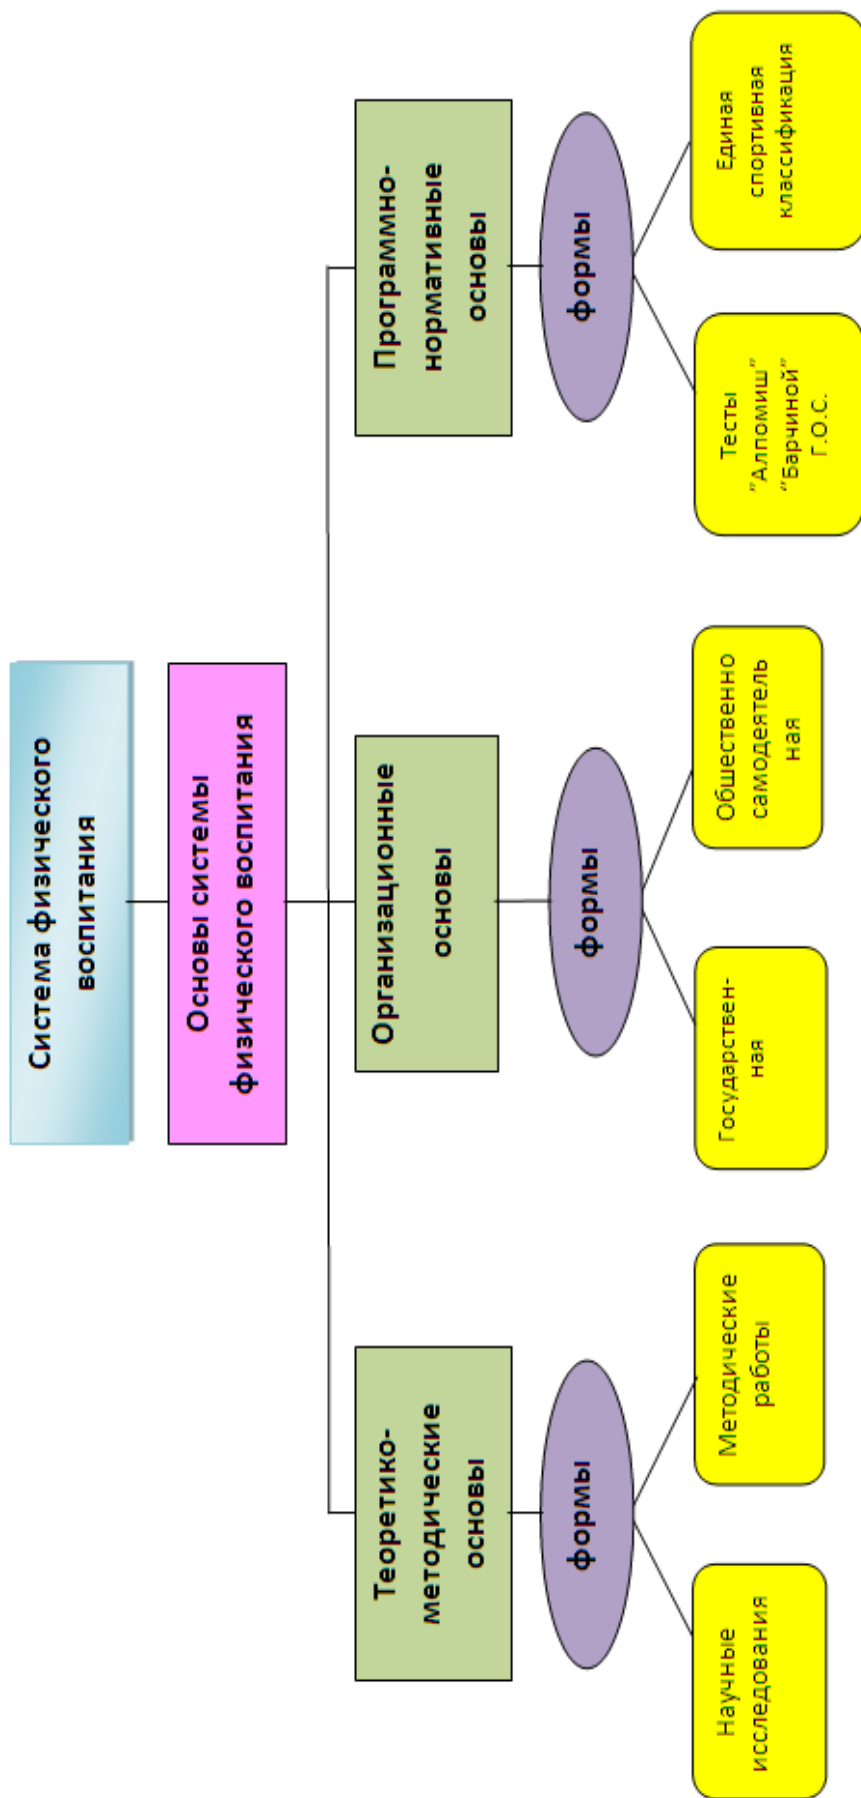 Система физического
воспитания
Основы системы
физического воспитания
Теоретико-
методические
основы
Организационные
основы
Программно-
нормативные
основы
формы
формы
формы
Научные
исследования
Методические
работы
Государствен-
ная
Обшественно
самодеятель
ная
Тесты
"Алпомиш"
"Барчиной"
Г.О.С.
Единая
спортивная
классификация